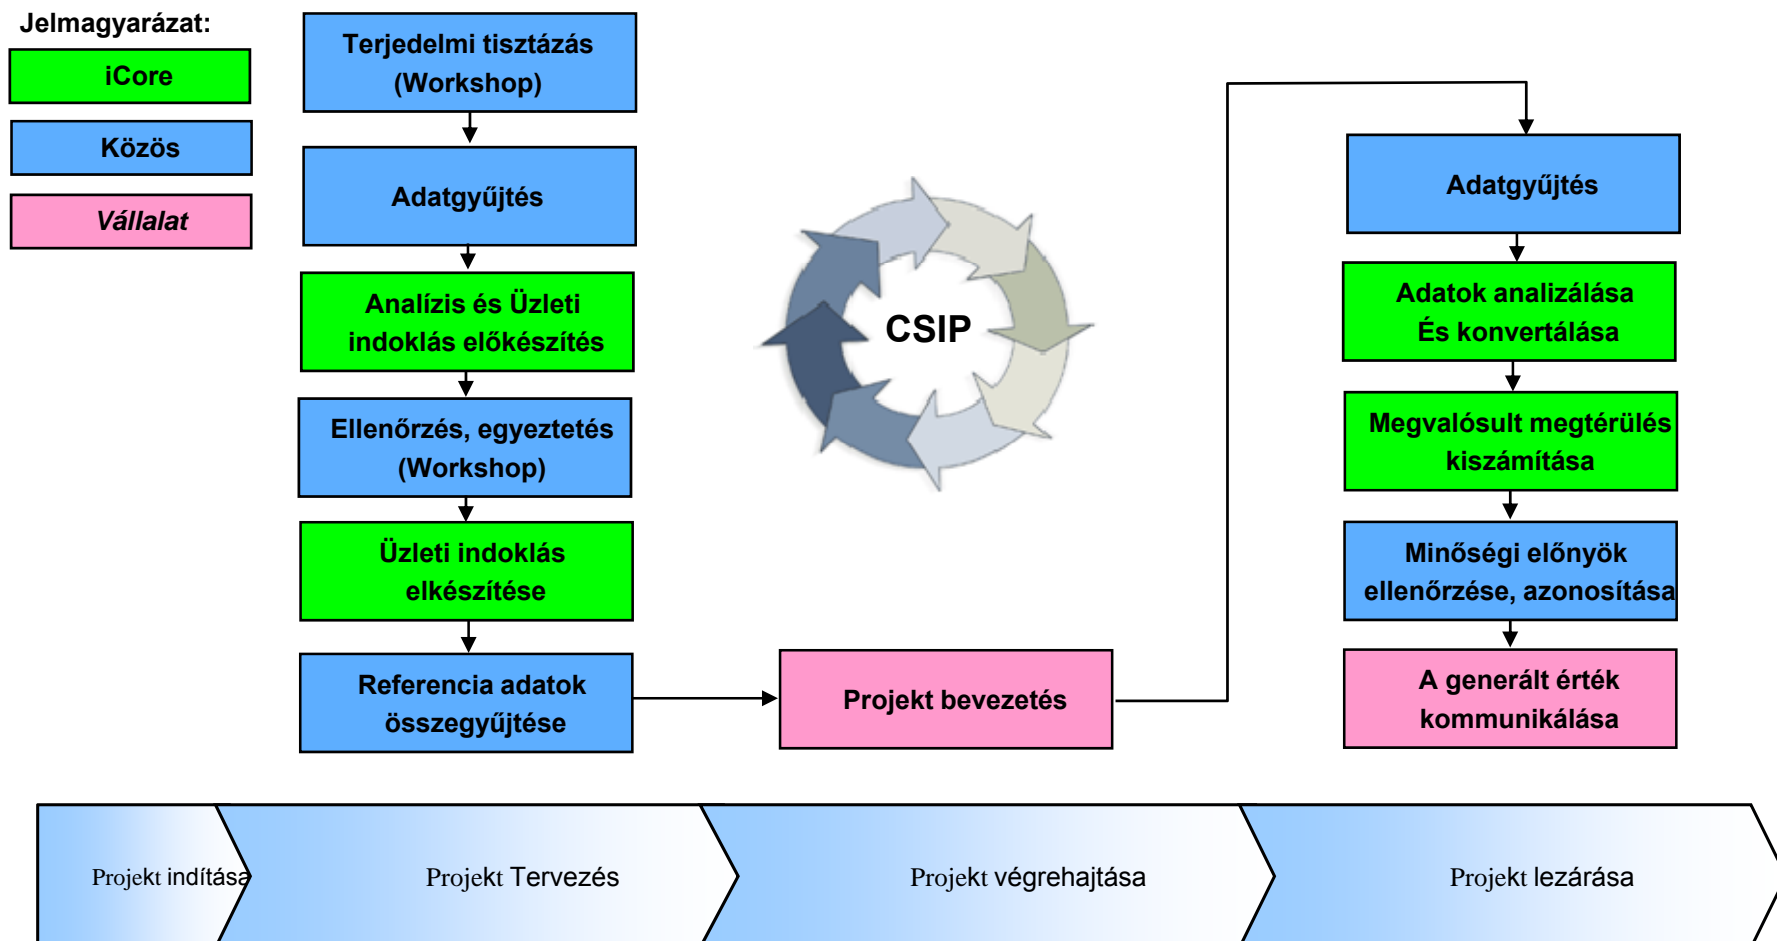 Jelmagyarázat:
iCore
Közös
Vállalat
Terjedelmi tisztázás
(Workshop)
Adatgyűjtés
Analízis és Üzleti
indoklás előkészítés
Ellenőrzés, egyeztetés
(Workshop)
Üzleti indoklás
elkészítése
Referencia adatok
összegyűjtése
CSIP
Projekt bevezetés
Adatgyűjtés
Adatok analizálása
És konvertálása
Megvalósult megtérülés
kiszámítása
Minőségi előnyök
ellenőrzése, azonosítása
A generált érték
kommunikálása
Projekt indítása
Projekt Tervezés
Projekt végrehajtása
Projekt lezárása